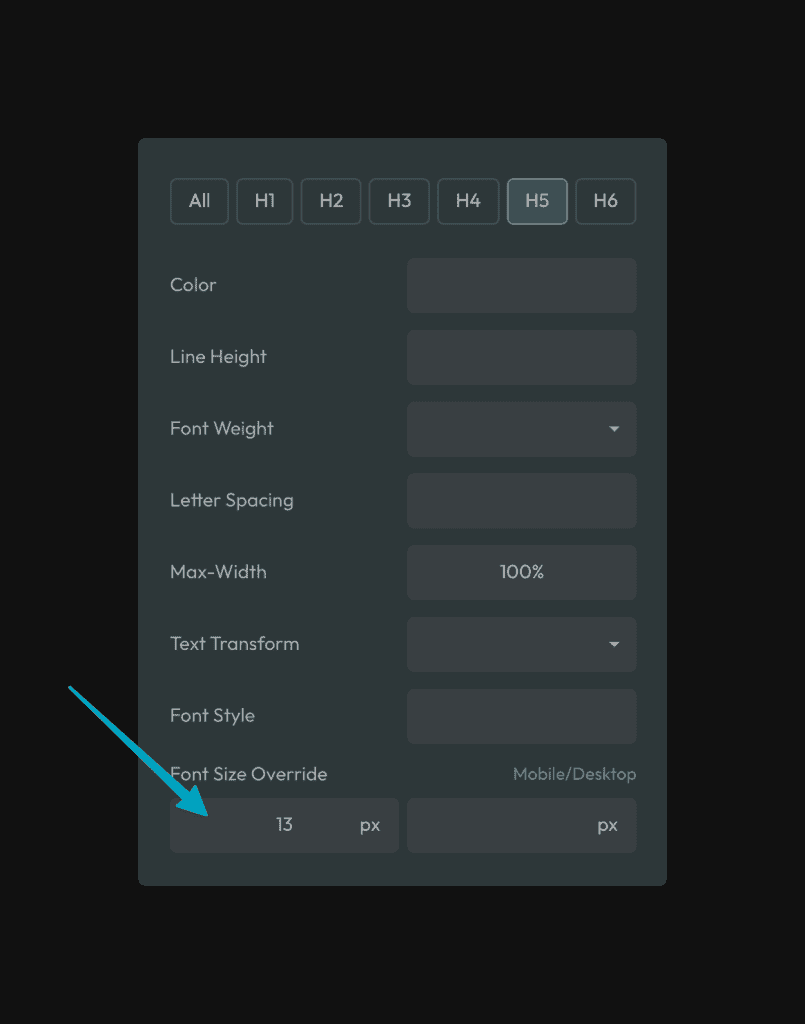 All H1 H2 H3 H4 H5 H6
Color
Line Height
Font Weight
Letter Spacing
Max-Width 100%
Text Transform
Font Style
Font Size Override Mobile/Desktop
13 px px